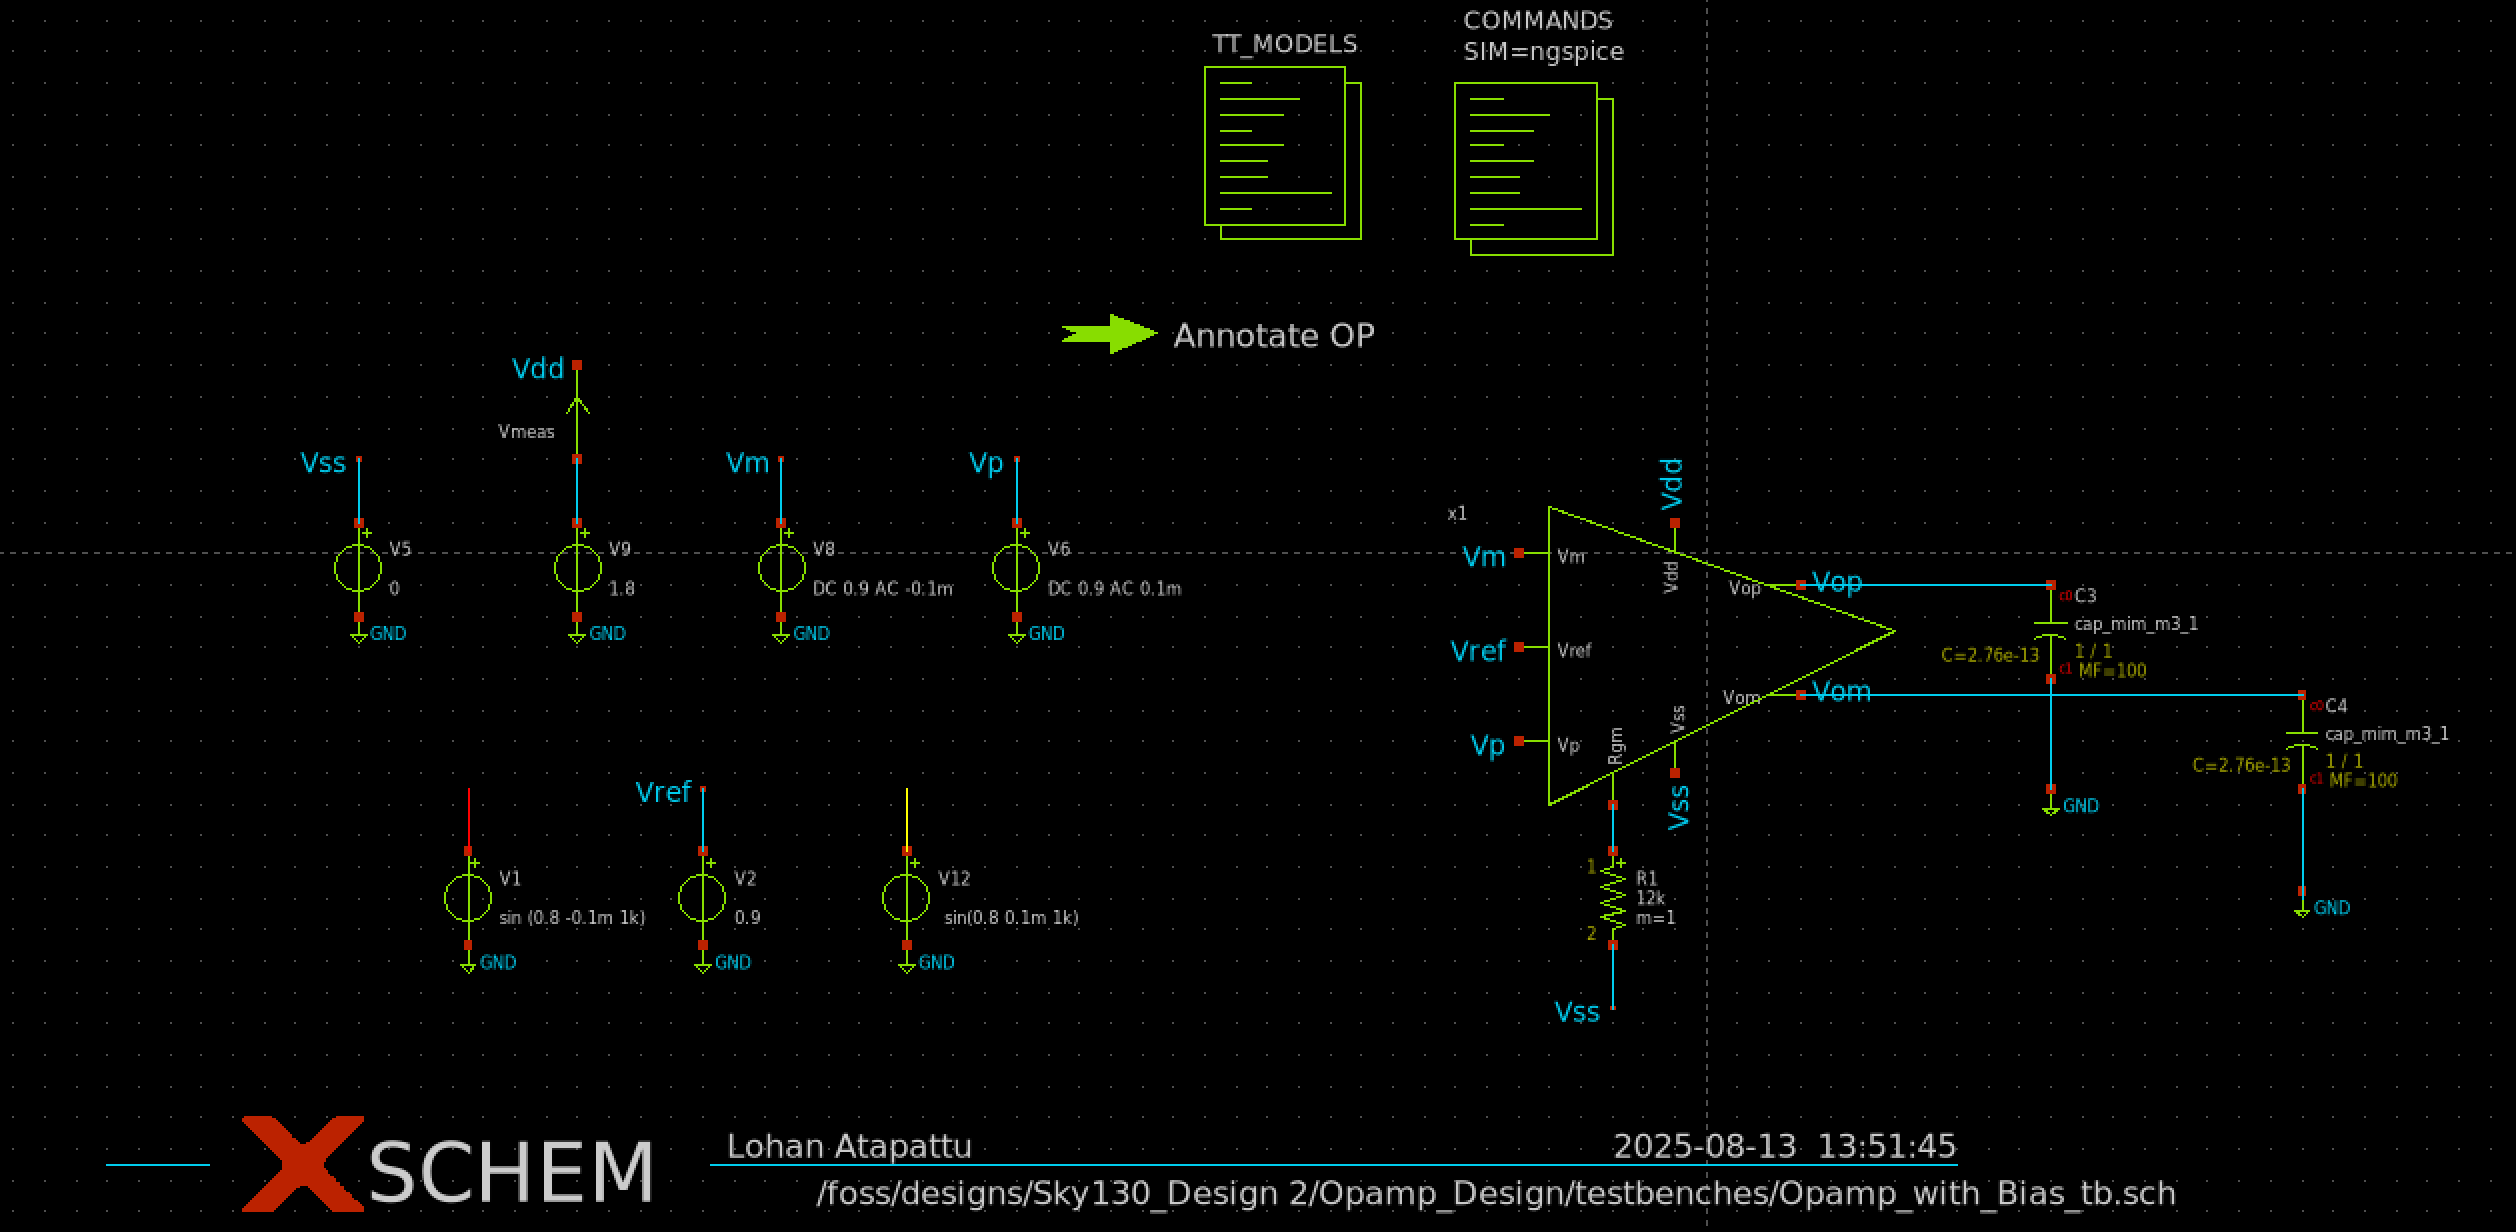 COMMANDS
TT_MODELS
SIM=ngspice
Annotate OP
Vdd
Vmeas
Vss
Vm
Vp
V5
0
GND
V9
1.8
GND
V8
DC 0.9 AC -0.1m
GND
V6
DC 0.9 AC 0.1m
GND
V1
sin (0.8 -0.1m 1k)
GND
Vref
V2
0.9
GND
V12
sin(0.8 0.1m 1k)
GND
x1
Vdd
Vm
Vm
Vdd
Vop
Vop
Vref
Vref
Vom
Vom
Vp
Vp
Rgm
Vss
Vss
c0 C3
cap_mim_m3_1
C=2.76e-13
1 / 1
c1 MF=100
GND
c0 C4
cap_mim_m3_1
C=2.76e-13
1 / 1
c1 MF=100
GND
1
R1
12k
m=1
2
Vss
XSCHEM
Lohan Atapattu
2025-08-13 13:51:45
/foss/designs/Sky130_Design 2/Opamp_Design/testbenches/Opamp_with_Bias_tb.sch